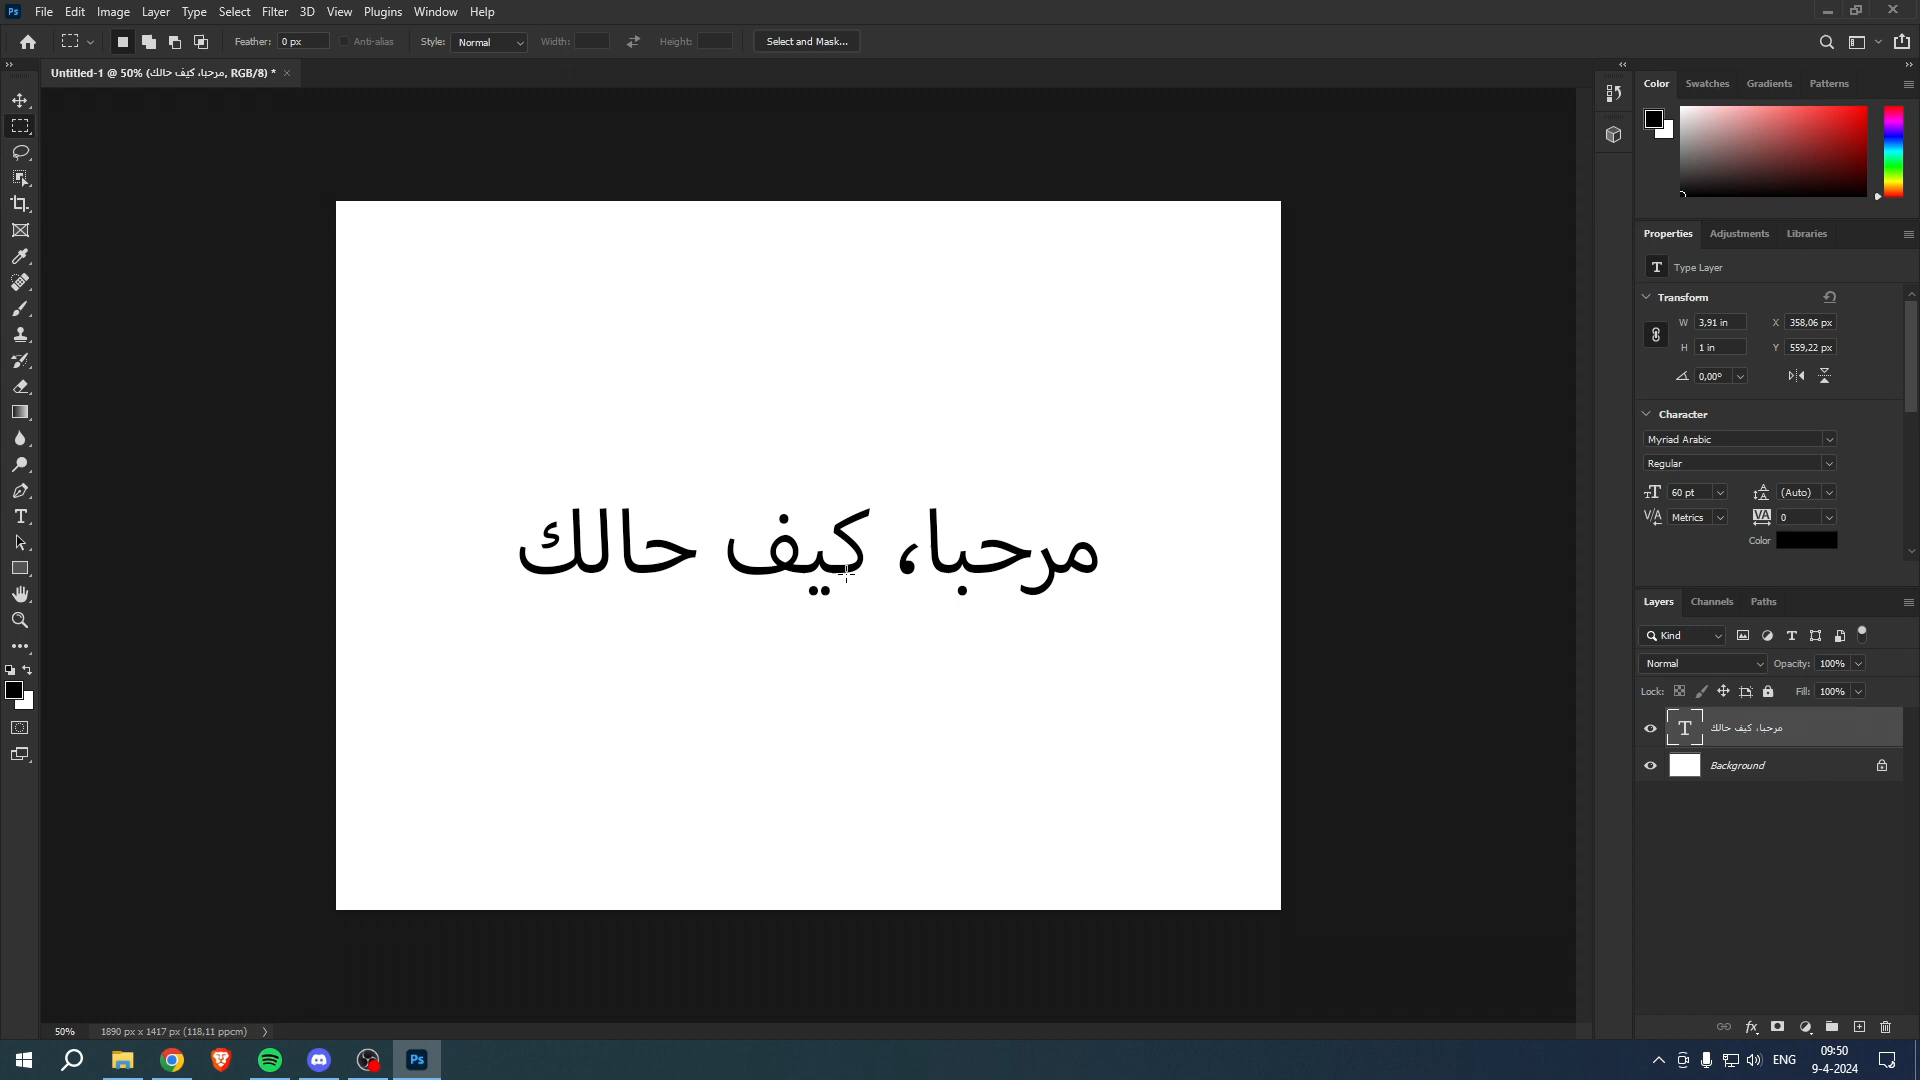 Ps File Edit Image Layer Type Select Filter 3D View Plugins Window Help
Feather: 0 px Anti-alias Style: Normal Width: Height: Select and Mask...
Untitled-1 @ 50% (مرحبا، كيف حالك, RGB/8) *
مرحبا، كيف حالك
50% 1890 px x 1417 px (118,11 ppcm)
Color Swatches Gradients Patterns
Properties Adjustments Libraries
T Type Layer
Transform
W 3,91 in X 358,06 px
H 1 in Y 559,22 px
0,00°
Character
Myriad Arabic
Regular
60 pt (Auto)
Metrics 0
Color
Layers Channels Paths
Kind
Normal Opacity: 100%
Lock: Fill: 100%
T مرحبا، كيف حالك
Background
fx
Ps ENG 09:50
9-4-2024